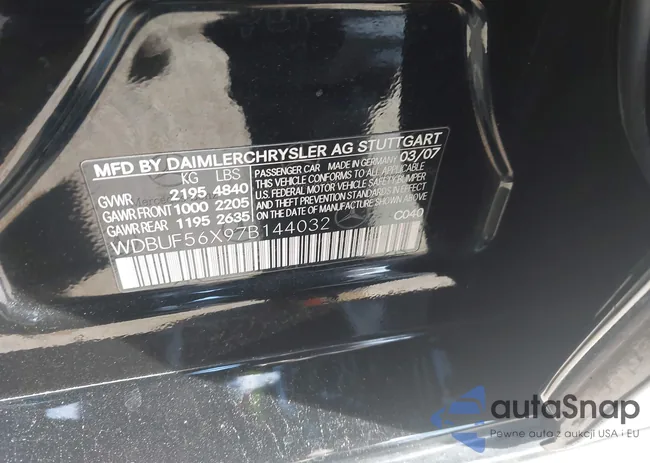 MFD BY DAIMLERCHRYSLER AG STUTTGART
KG LBS
GVWR 2195 4840
GAWR FRONT 1000 2205
GAWR REAR 1195 2635
PASSENGER CAR MADE IN GERMANY 03/07
THIS VEHICLE CONFORMS TO ALL APPLICABLE
U.S. FEDERAL MOTOR VEHICLE SAFETY/BUMPER
AND THEFT PREVENTION STANDARDS IN EFFECT
ON THE DATE OF MANUFACTURE SHOWN ABOVE.
WDBUF56X97B144032
C040
autaSnap
Pewne auta z aukcji USA i EU